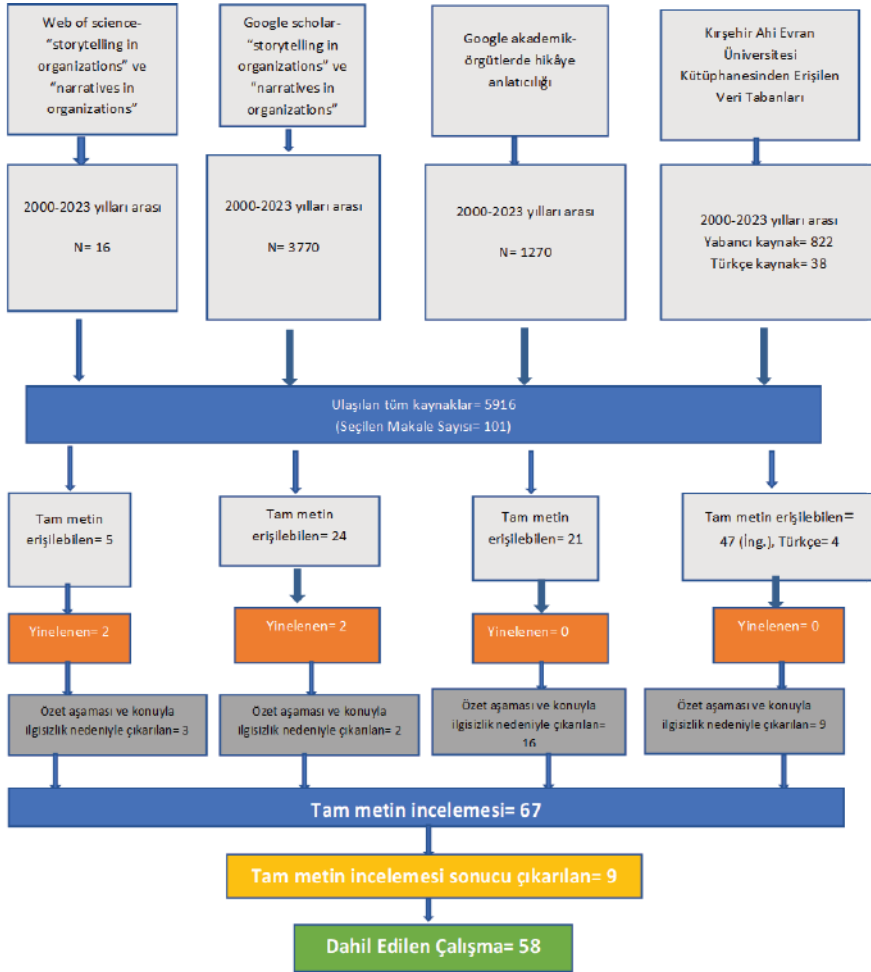 Web of science-
“storytelling in
organizations” ve
“narratives in
organizations”
Google scholar-
“storytelling in
organizations” ve
“narratives in
organizations”
Google akademik-
örgütlerde hikâye
anlatıcılığı
Kırşehir Ahi Evran
Üniversitesi
Kütüphanesinden Erişilen
Veri Tabanları
2000-2023 yılları arası
N= 16
2000-2023 yılları arası
N= 3770
2000-2023 yılları arası
N= 1270
2000-2023 yılları arası
Yabancı kaynak= 822
Türkçe kaynak= 38
Ulaşılan tüm kaynaklar= 5916
(Seçilen Makale Sayısı= 101)
Tam metin
erişilebilen= 5
Tam metin
erişilebilen= 24
Tam metin
erişilebilen= 21
Tam metin erişilebilen=
47 (İng.), Türkçe= 4
Yinelenen= 2
Yinelenen= 2
Yinelenen= 0
Yinelenen= 0
Özet aşaması ve konuyla
ilgisizlik nedeniyle çıkarılan= 3
Özet aşaması ve konuyla
ilgisizlik nedeniyle çıkarılan= 2
Özet aşaması ve konuyla
ilgisizlik nedeniyle çıkarılan=
16
Özet aşaması ve konuyla
ilgisizlik nedeniyle çıkarılan= 9
Tam metin incelemesi= 67
Tam metin incelemesi sonucu çıkarılan= 9
Dahil Edilen Çalışma= 58